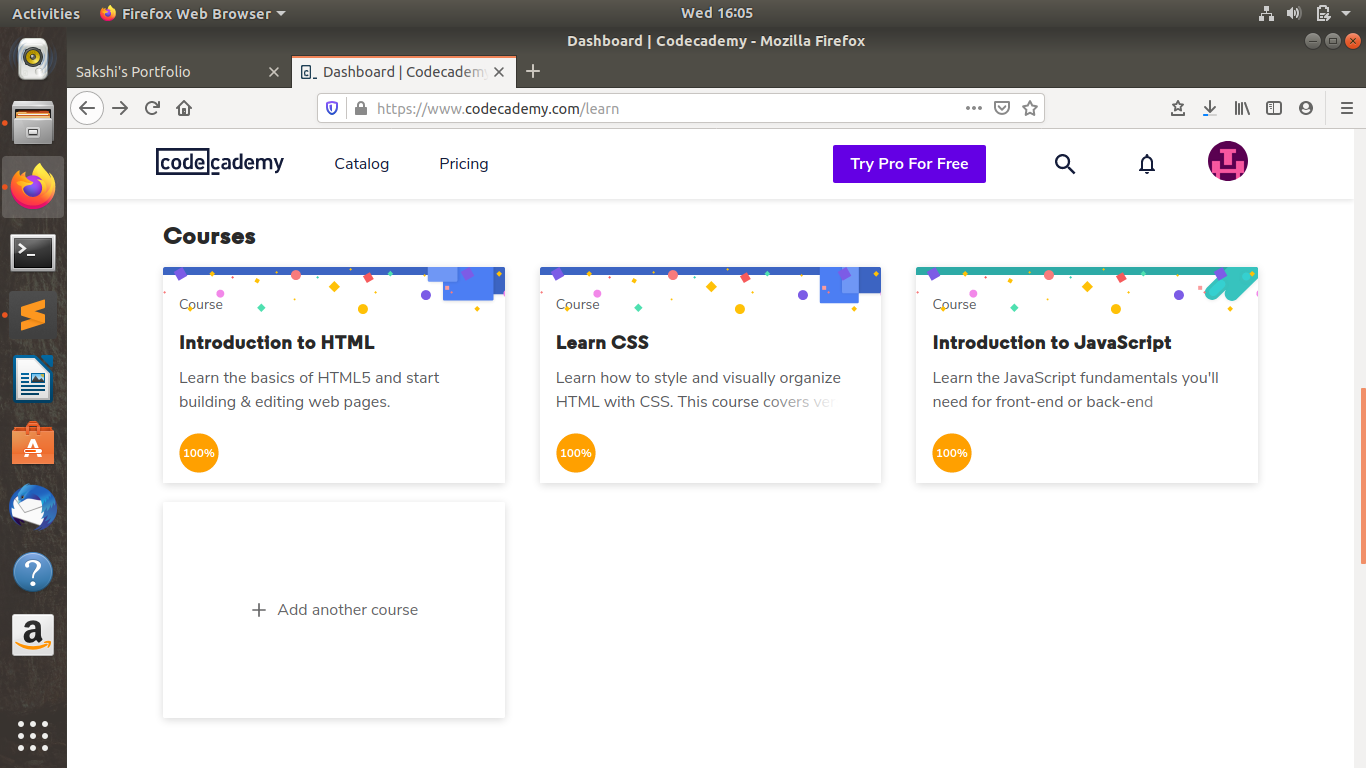 Activities
Firefox Web Browser
Wed 16:05
Dashboard | Codecademy - Mozilla Firefox
Sakshi's Portfolio
Dashboard | Codecademy
https://www.codecademy.com/learn
codecademy
Catalog
Pricing
Try Pro For Free
Courses
Course
Introduction to HTML
Learn the basics of HTML5 and start
building & editing web pages.
100%
Course
Learn CSS
Learn how to style and visually organize
HTML with CSS. This course covers
100%
Course
Introduction to JavaScript
Learn the JavaScript fundamentals you'll
need for front-end or back-end
100%
Add another course